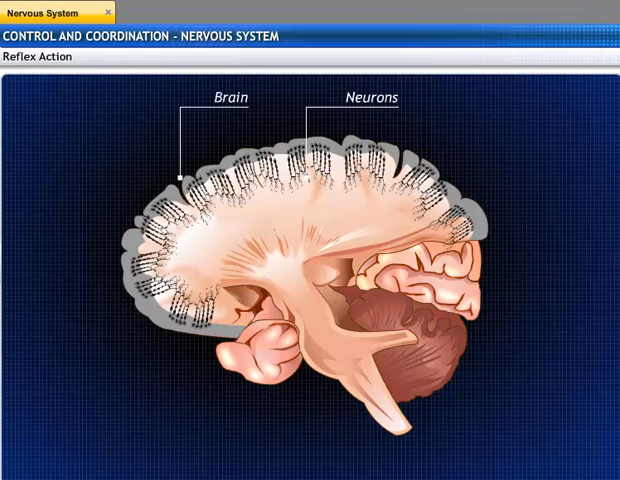 Nervous System
CONTROL AND COORDINATION - NERVOUS SYSTEM
Reflex Action
Brain
Neurons